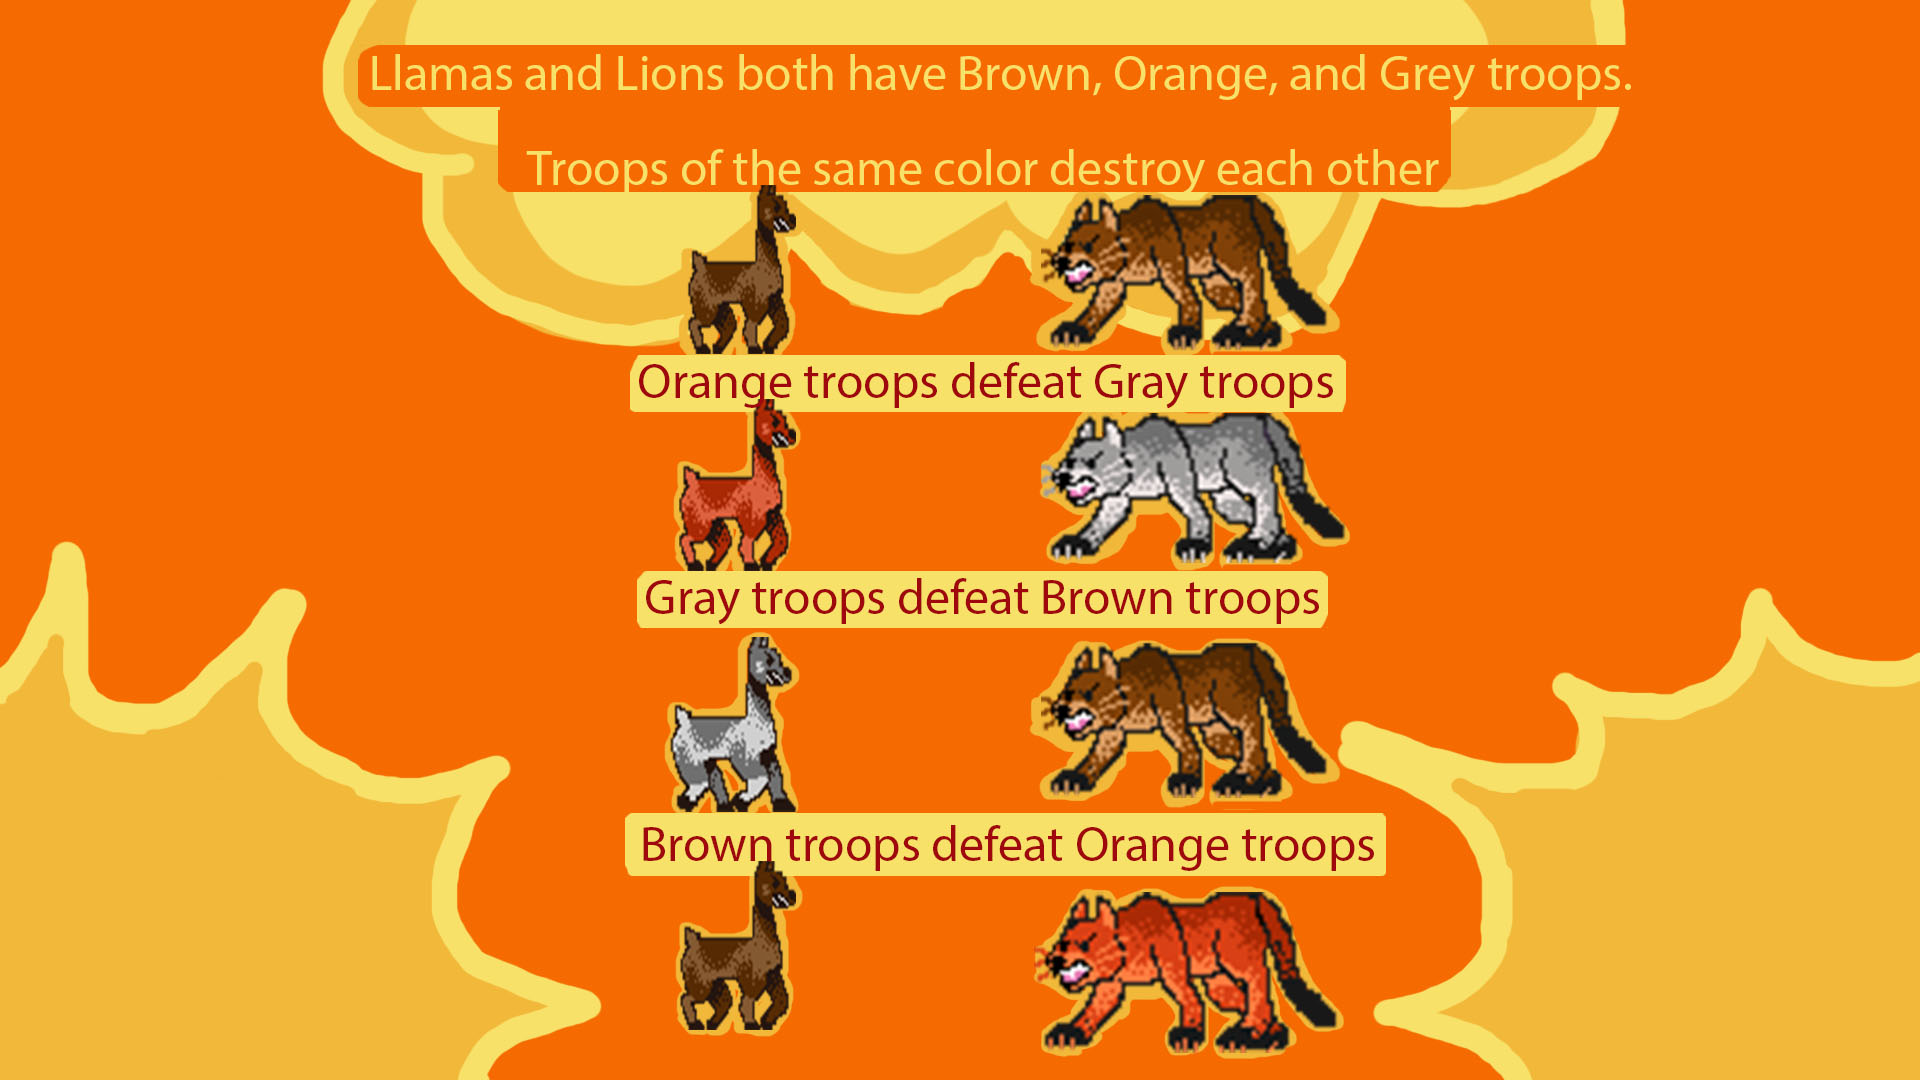 Llamas and Lions both have Brown, Orange, and Grey troops.
Troops of the same color destroy each other
Orange troops defeat Gray troops
Gray troops defeat Brown troops
Brown troops defeat Orange troops